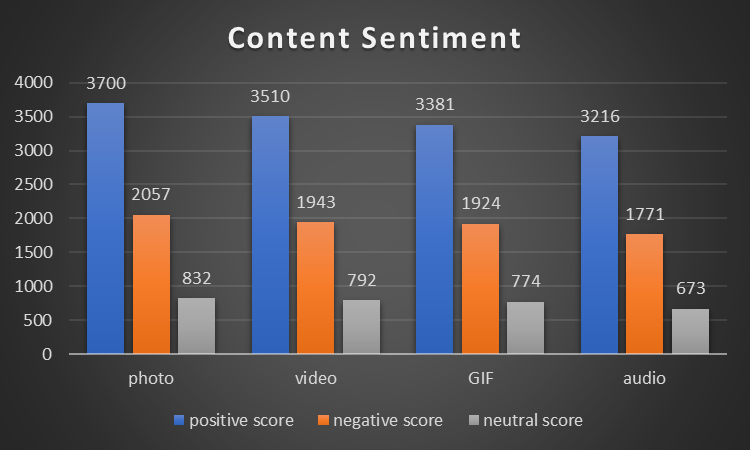 Content Sentiment
4000
3500
3000
2500
2000
1500
1000
500
0
3700
2057
832
3510
1943
792
3381
1924
774
3216
1771
673
photo
video
GIF
audio
positive score
negative score
neutral score